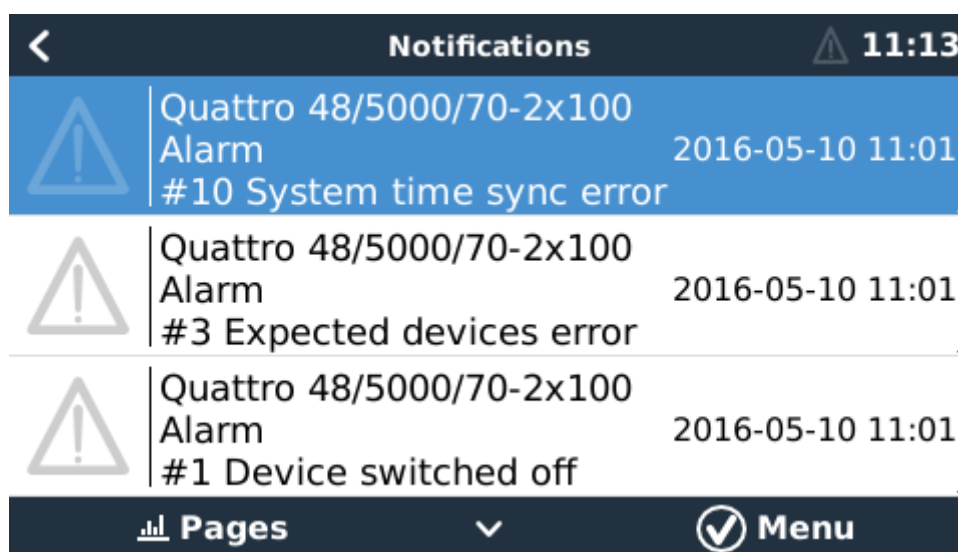 Notifications 11:13
Quattro 48/5000/70-2x100
Alarm 2016-05-10 11:01
#10 System time sync error
Quattro 48/5000/70-2x100
Alarm 2016-05-10 11:01
#3 Expected devices error
Quattro 48/5000/70-2x100
Alarm 2016-05-10 11:01
#1 Device switched off
Pages Menu